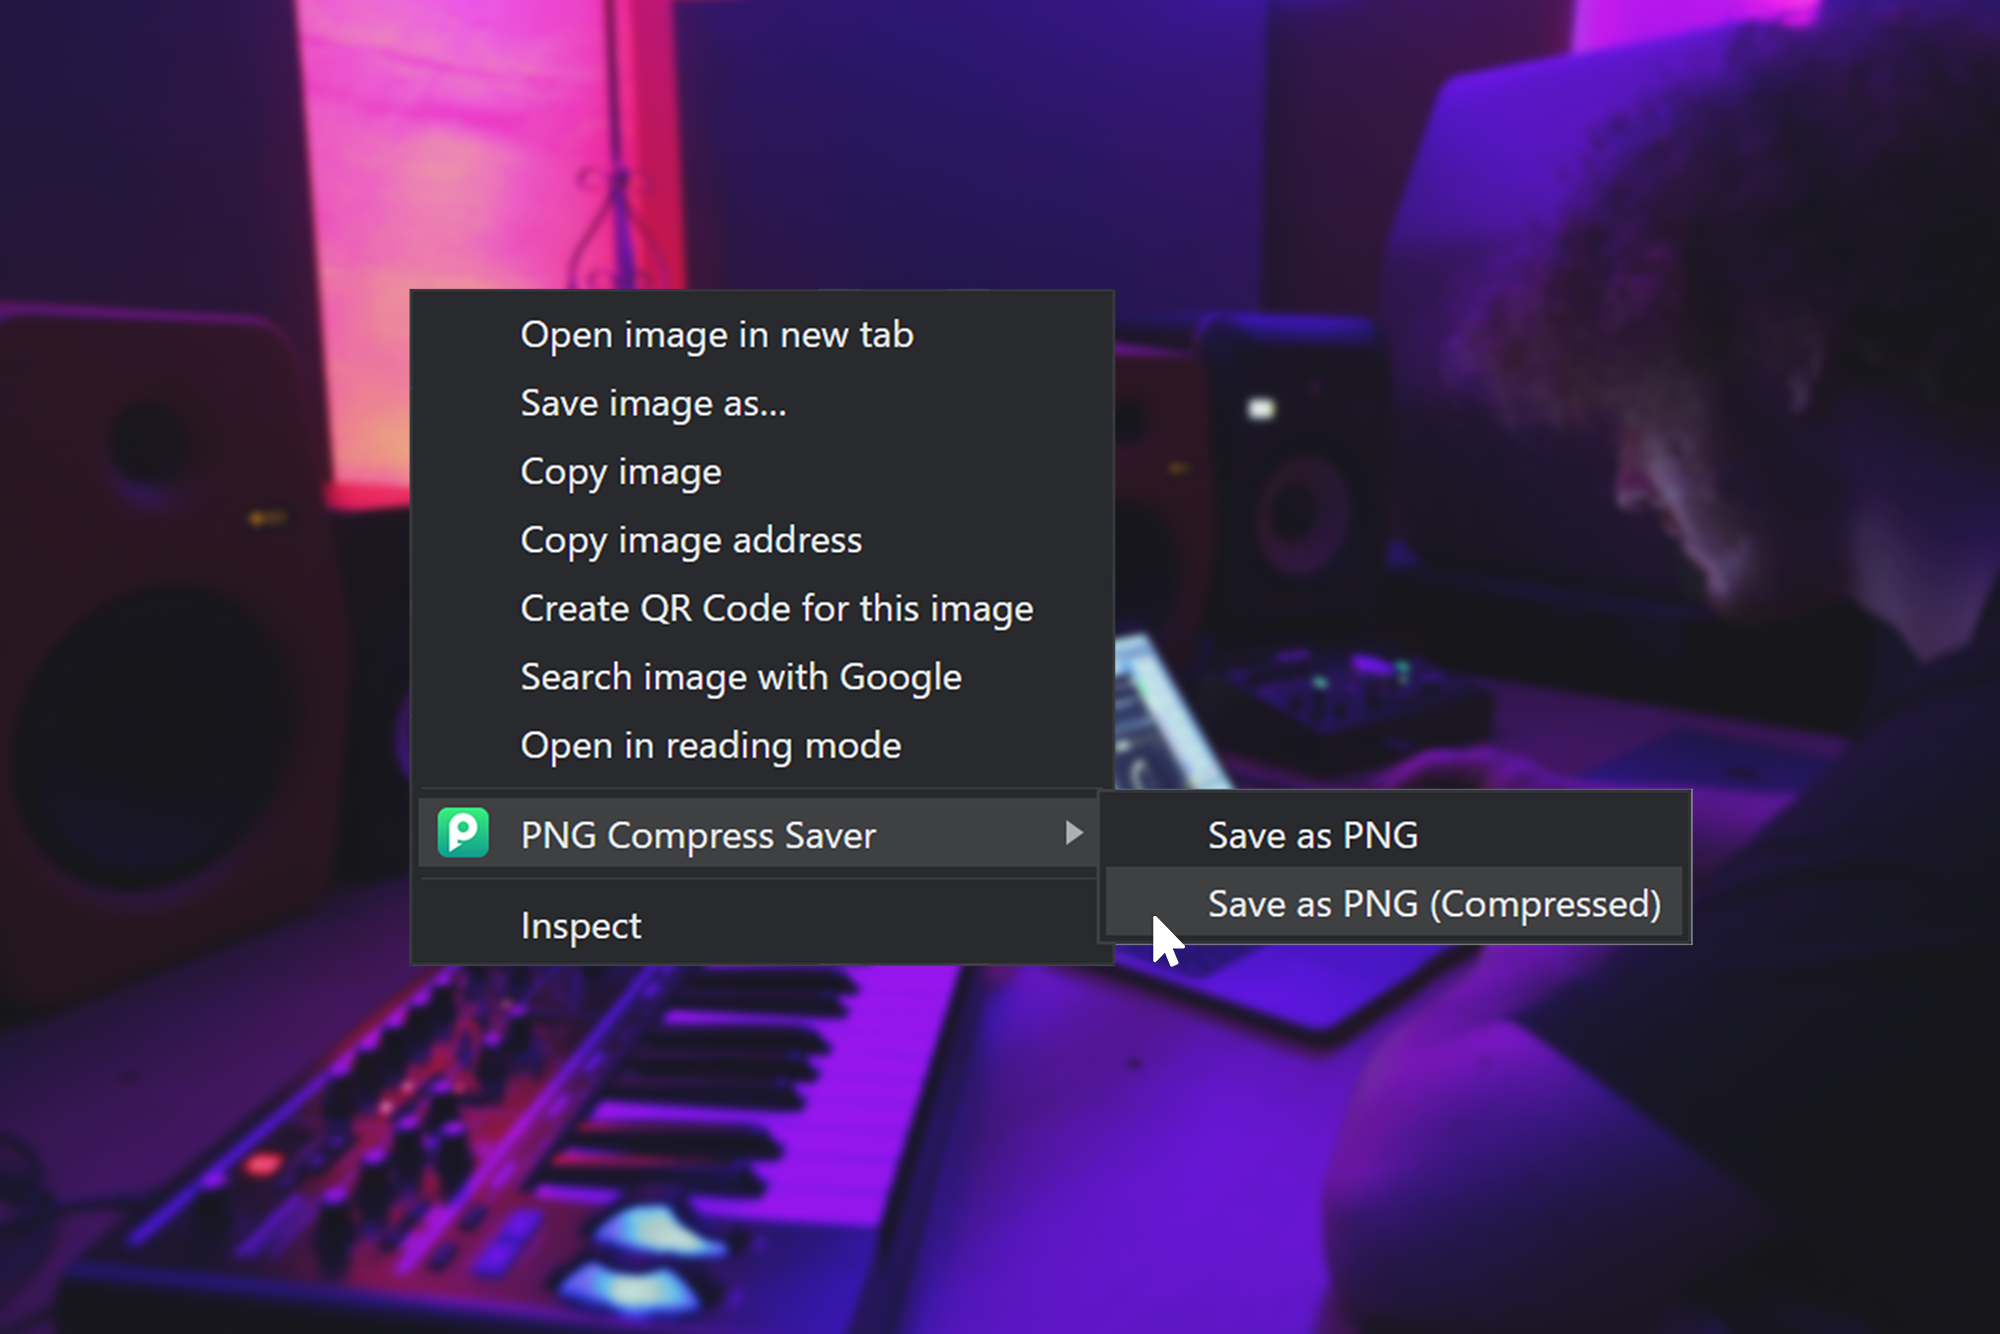 Open image in new tab
Save image as...
Copy image
Copy image address
Create QR Code for this image
Search image with Google
Open in reading mode
PNG Compress Saver
Save as PNG
Save as PNG (Compressed)
Inspect